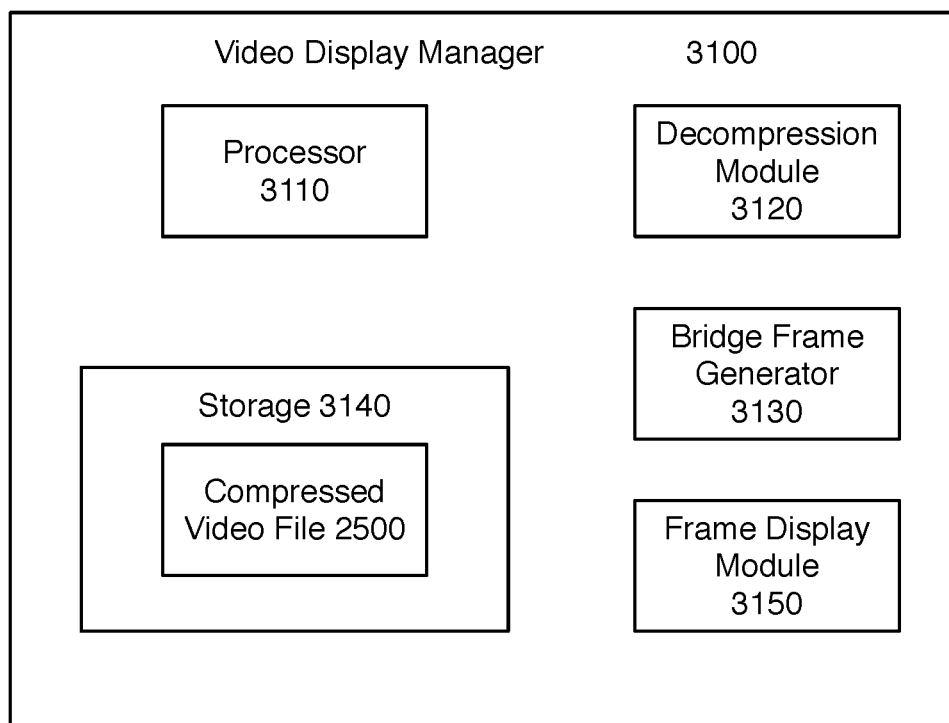 Video Display Manager 3100
Processor
3110
Decompression
Module
3120
Bridge Frame
Generator
3130
Storage 3140
Compressed
Video File 2500
Frame Display
Module
3150